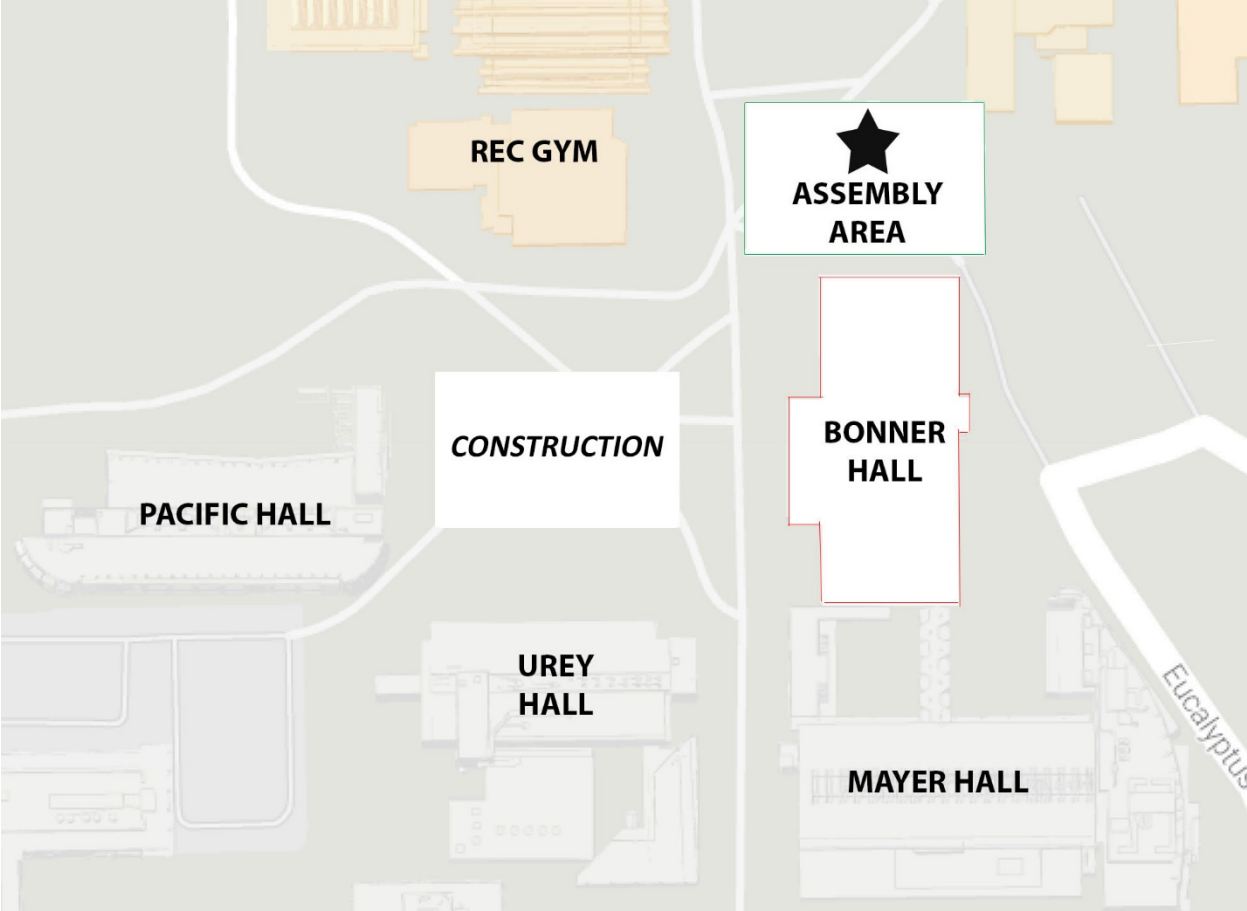 REC GYM
ASSEMBLY
AREA
CONSTRUCTION
BONNER
HALL
PACIFIC HALL
UREY
HALL
MAYER HALL
Eucalyptus